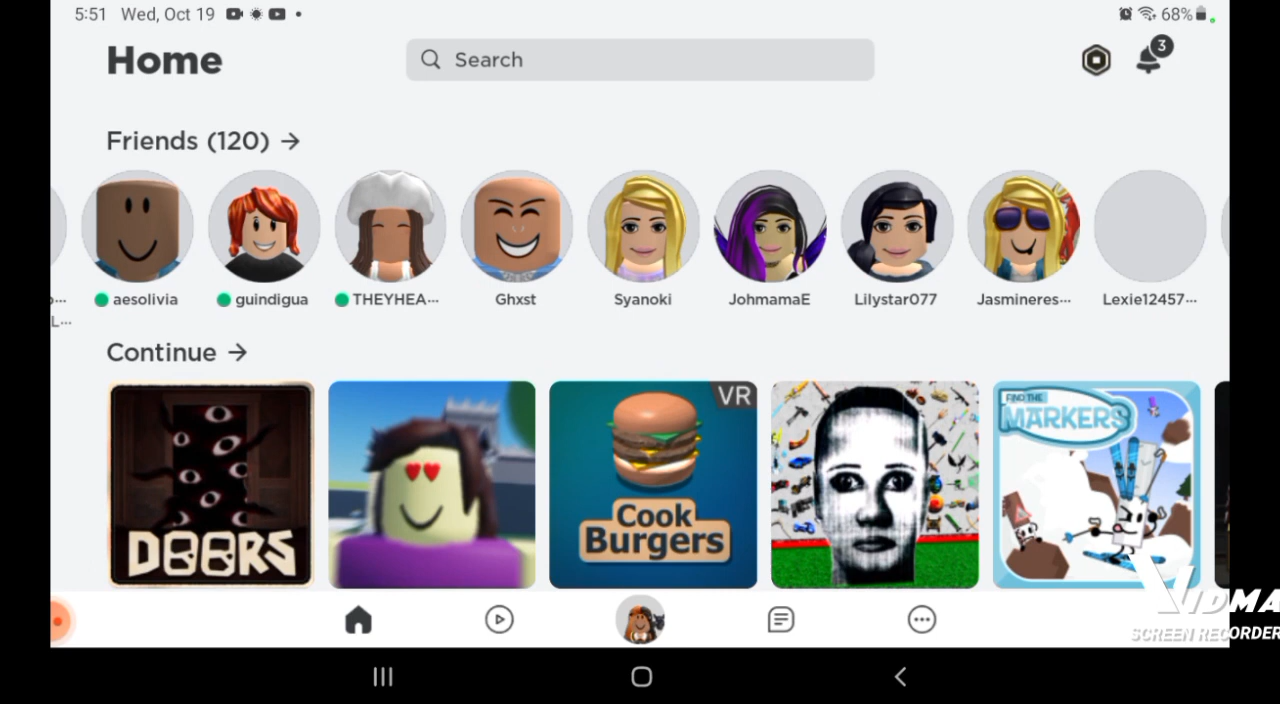 5:51 Wed, Oct 19 68%
Home
Search
3
Friends (120)
aesolivia
guindigua
THEYHEA...
Ghxst
Syanoki
JohmamaE
Lilystar077
Jasmineres...
Lexie12457...
L...
Continue
DOORS
VR
Cook
Burgers
FIND THE
MARKERS
VIDMA
SCREEN RECORDER